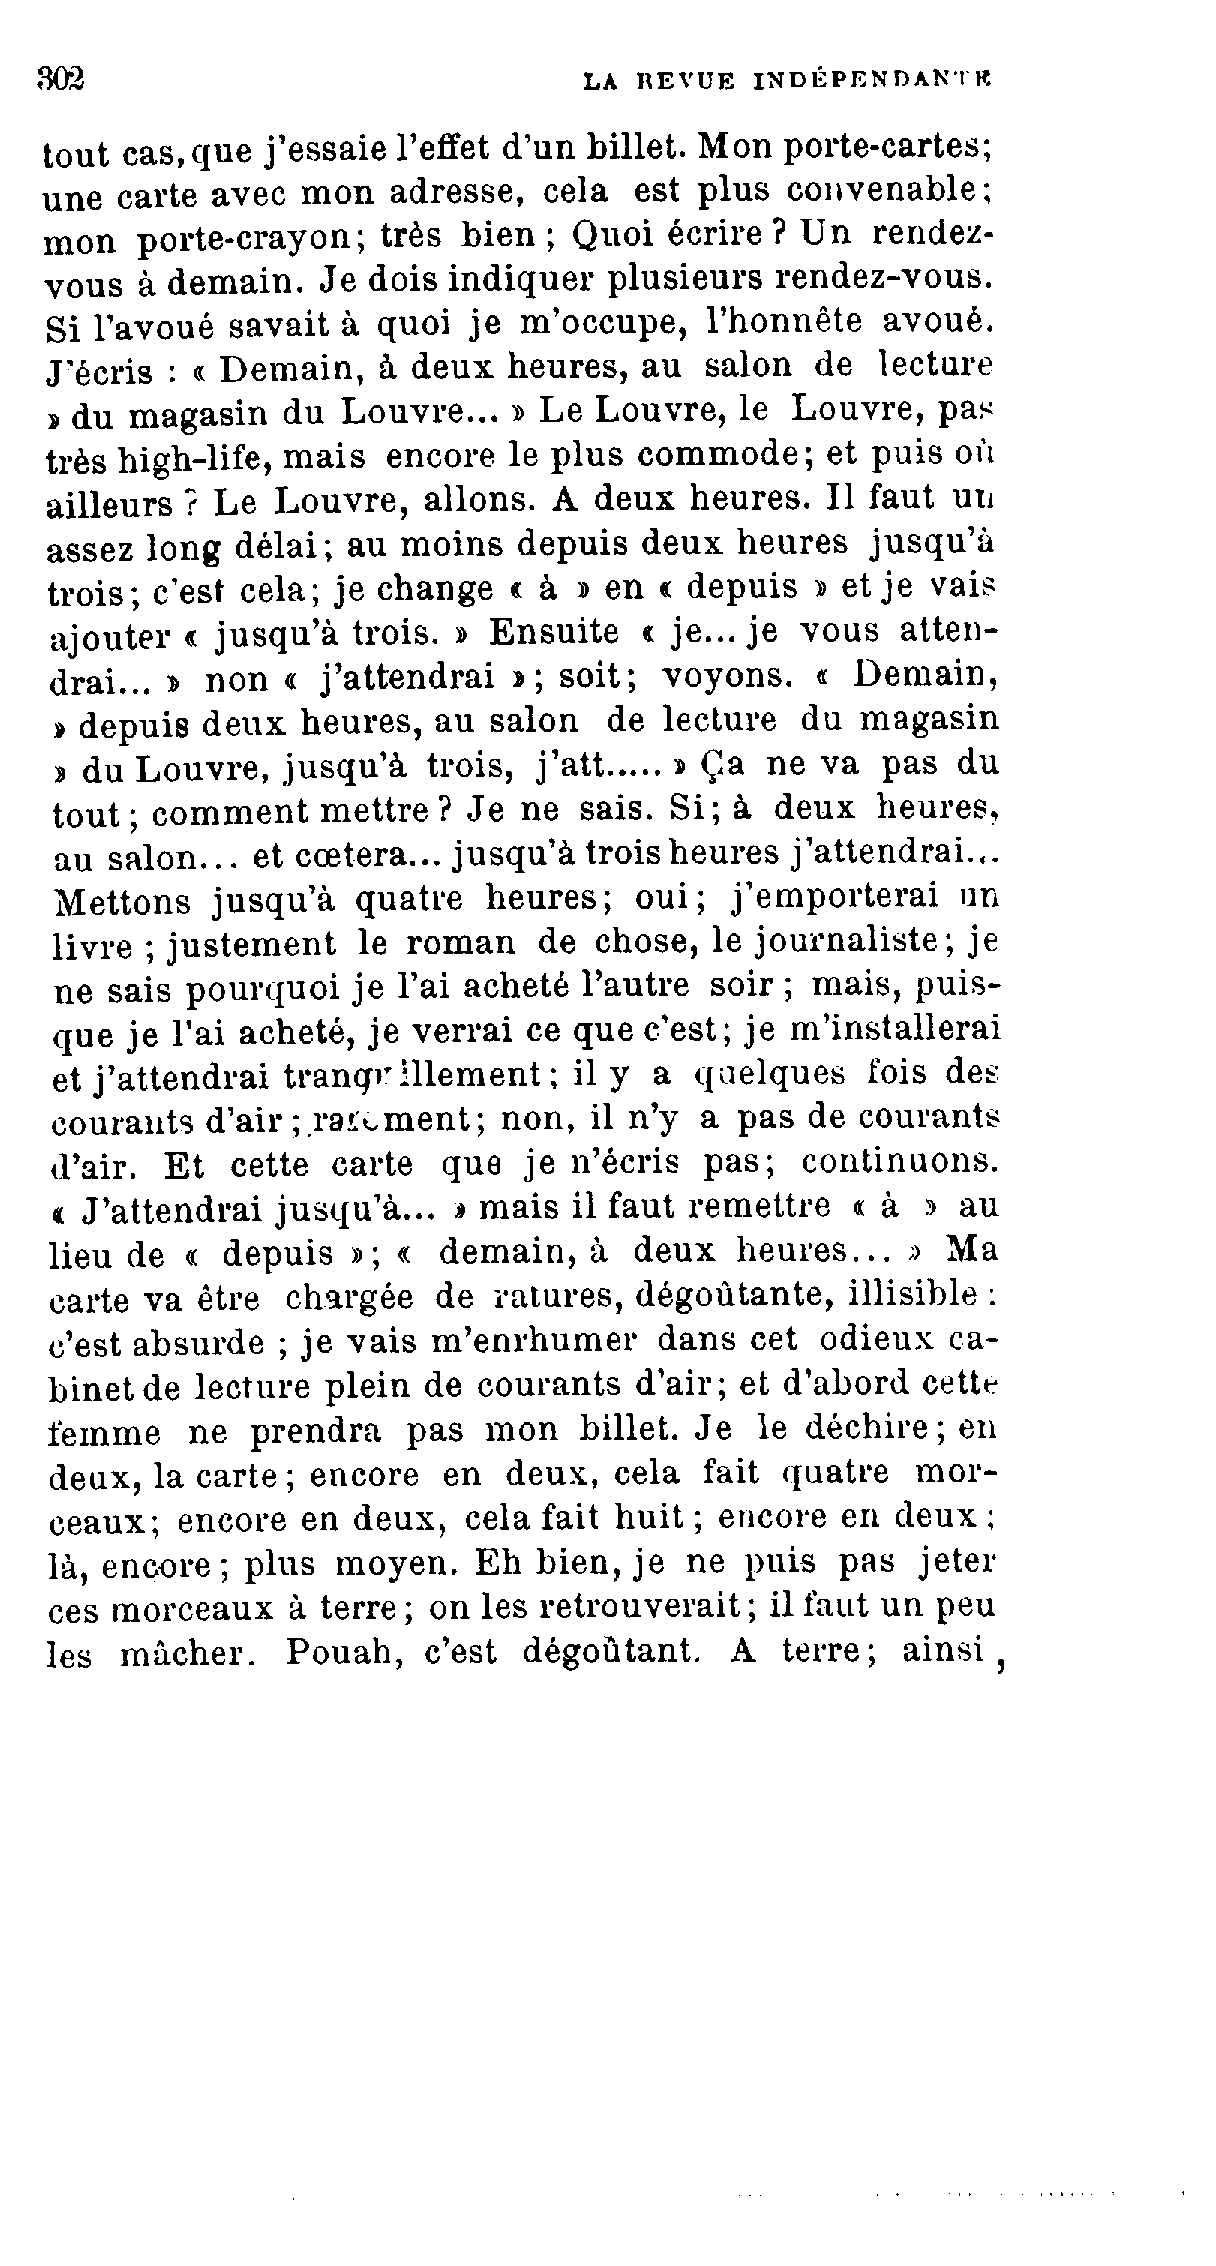 302 LA REVUE INDÉPENDANTE
tout cas, que j'essaie l'effet d'un billet. Mon porte-cartes;
une carte avec mon adresse, cela est plus convenable;
mon porte-crayon; très bien ; Quoi écrire ? Un rendez-
vous à demain. Je dois indiquer plusieurs rendez-vous.
Si l'avoué savait à quoi je m'occupe, l'honnête avoué.
J'écris : « Demain, à deux heures, au salon de lecture
» du magasin du Louvre... » Le Louvre, le Louvre, pas
très high-life, mais encore le plus commode; et puis où
ailleurs ? Le Louvre, allons. A deux heures. Il faut un
assez long délai; au moins depuis deux heures jusqu'à
trois; c'est cela; je change « à » en « depuis » et je vais
ajouter « jusqu'à trois. » Ensuite « je... je vous atten-
drai... » non « j'attendrai »; soit; voyons. « Demain,
» depuis deux heures, au salon de lecture du magasin
» du Louvre, jusqu'à trois, j'att..... » Ça ne va pas du
tout ; comment mettre ? Je ne sais. Si; à deux heures,
au salon... et cœtera... jusqu'à trois heures j'attendrai...
Mettons jusqu'à quatre heures; oui; j'emporterai un
livre ; justement le roman de chose, le journaliste; je
ne sais pourquoi je l'ai acheté l'autre soir ; mais, puis-
que je l'ai acheté, je verrai ce que c'est; je m'installerai
et j'attendrai tranquillement; il y a quelques fois des
courants d'air ; rarement; non, il n'y a pas de courants
d'air. Et cette carte que je n'écris pas; continuons.
« J'attendrai jusqu'à... » mais il faut remettre « à » au
lieu de « depuis »; « demain, à deux heures... » Ma
carte va être chargée de ratures, dégoûtante, illisible :
c'est absurde ; je vais m'enrhumer dans cet odieux ca-
binet de lecture plein de courants d'air; et d'abord cette
femme ne prendra pas mon billet. Je le déchire; en
deux, la carte; encore en deux, cela fait quatre mor-
ceaux; encore en deux, cela fait huit ; encore en deux ;
là, encore ; plus moyen. Eh bien, je ne puis pas jeter
ces morceaux à terre; on les retrouverait; il faut un peu
les mâcher. Pouah, c'est dégoûtant. A terre; ainsi,